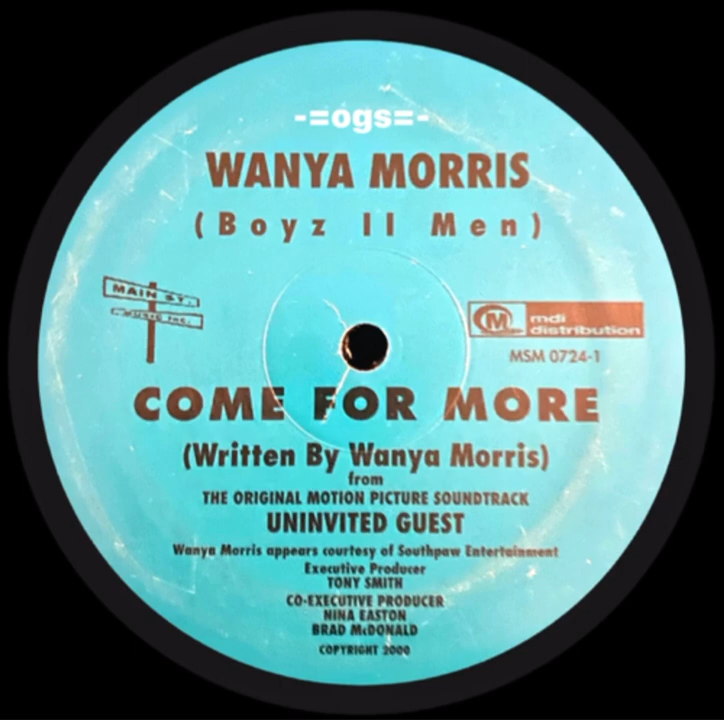 -=ogs=-
WANYA MORRIS
(Boyz II Men)
MAIN ST.
MUSIC INC.
M
mdi
distribution
MSM 0724-1
COME FOR MORE
(Written By Wanya Morris)
from
THE ORIGINAL MOTION PICTURE SOUNDTRACK
UNINVITED GUEST
Wanya Morris appears courtesy of Southpaw Entertainment
Executive Producer
TONY SMITH
CO-EXECUTIVE PRODUCER
NINA EASTON
BRAD McDONALD
COPYRIGHT 2000